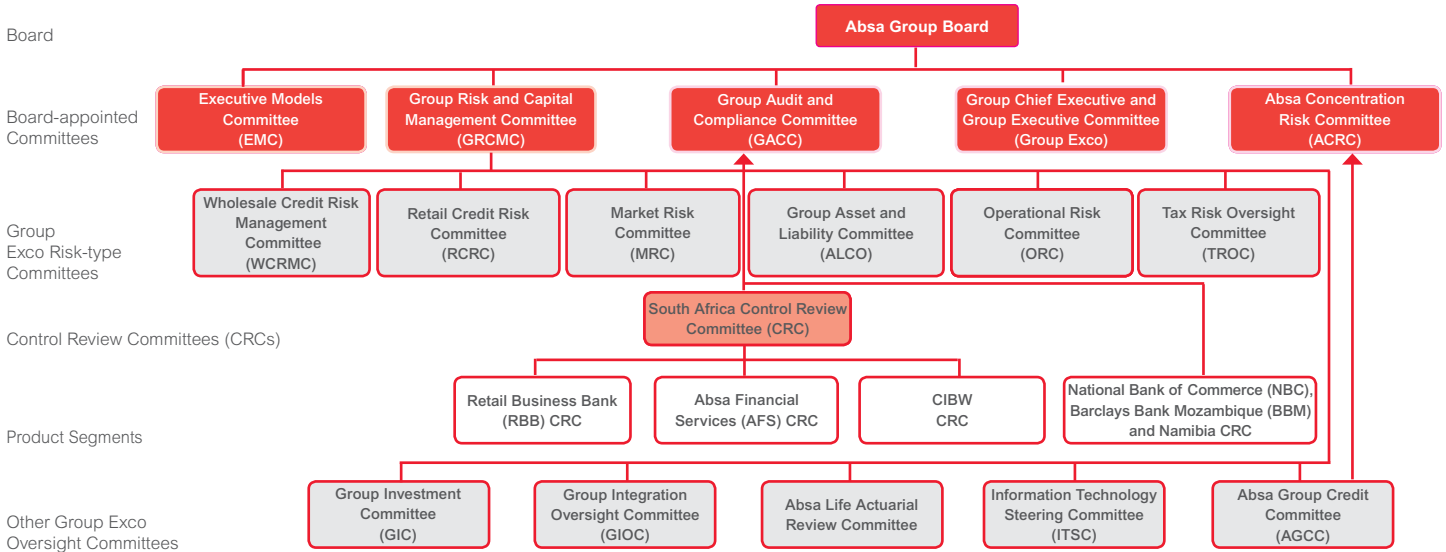 Board
Absa Group Board
Board-appointed
Committees
Executive Models
Committee
(EMC)
Group Risk and Capital
Management Committee
(GRCMC)
Group Audit and
Compliance Committee
(GACC)
Group Chief Executive and
Group Executive Committee
(Group Exco)
Absa Concentration
Risk Committee
(ACRC)
Group
Exco Risk-type
Committees
Wholesale Credit Risk
Management
Committee
(WCRMC)
Retail Credit Risk
Committee
(RCRC)
Market Risk
Committee
(MRC)
Group Asset and
Liability Committee
(ALCO)
Operational Risk
Committee
(ORC)
Tax Risk Oversight
Committee
(TROC)
Control Review Committees (CRCs)
South Africa Control Review
Committee (CRC)
Product Segments
Retail Business Bank
(RBB) CRC
Absa Financial
Services (AFS) CRC
CIBW
CRC
National Bank of Commerce (NBC),
Barclays Bank Mozambique (BBM)
and Namibia CRC
Other Group Exco
Oversight Committees
Group Investment
Committee
(GIC)
Group Integration
Oversight Committee
(GIOC)
Absa Life Actuarial
Review Committee
Information Technology
Steering Committee
(ITSC)
Absa Group Credit
Committee
(AGCC)